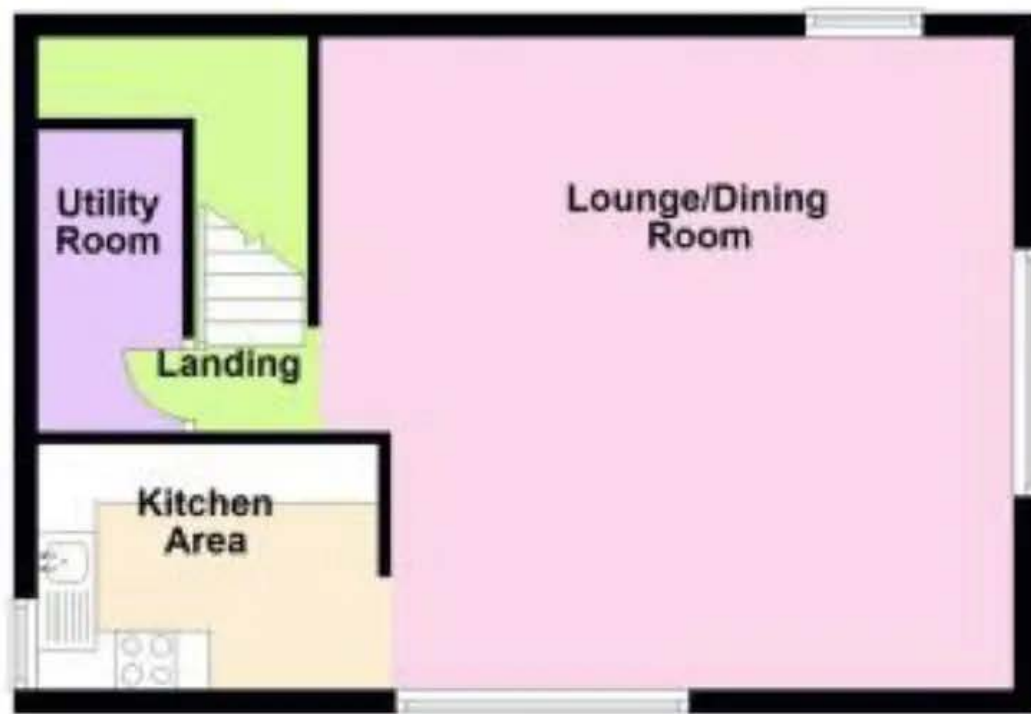 Utility
Room
Lounge/Dining
Room
Landing
Kitchen
Area